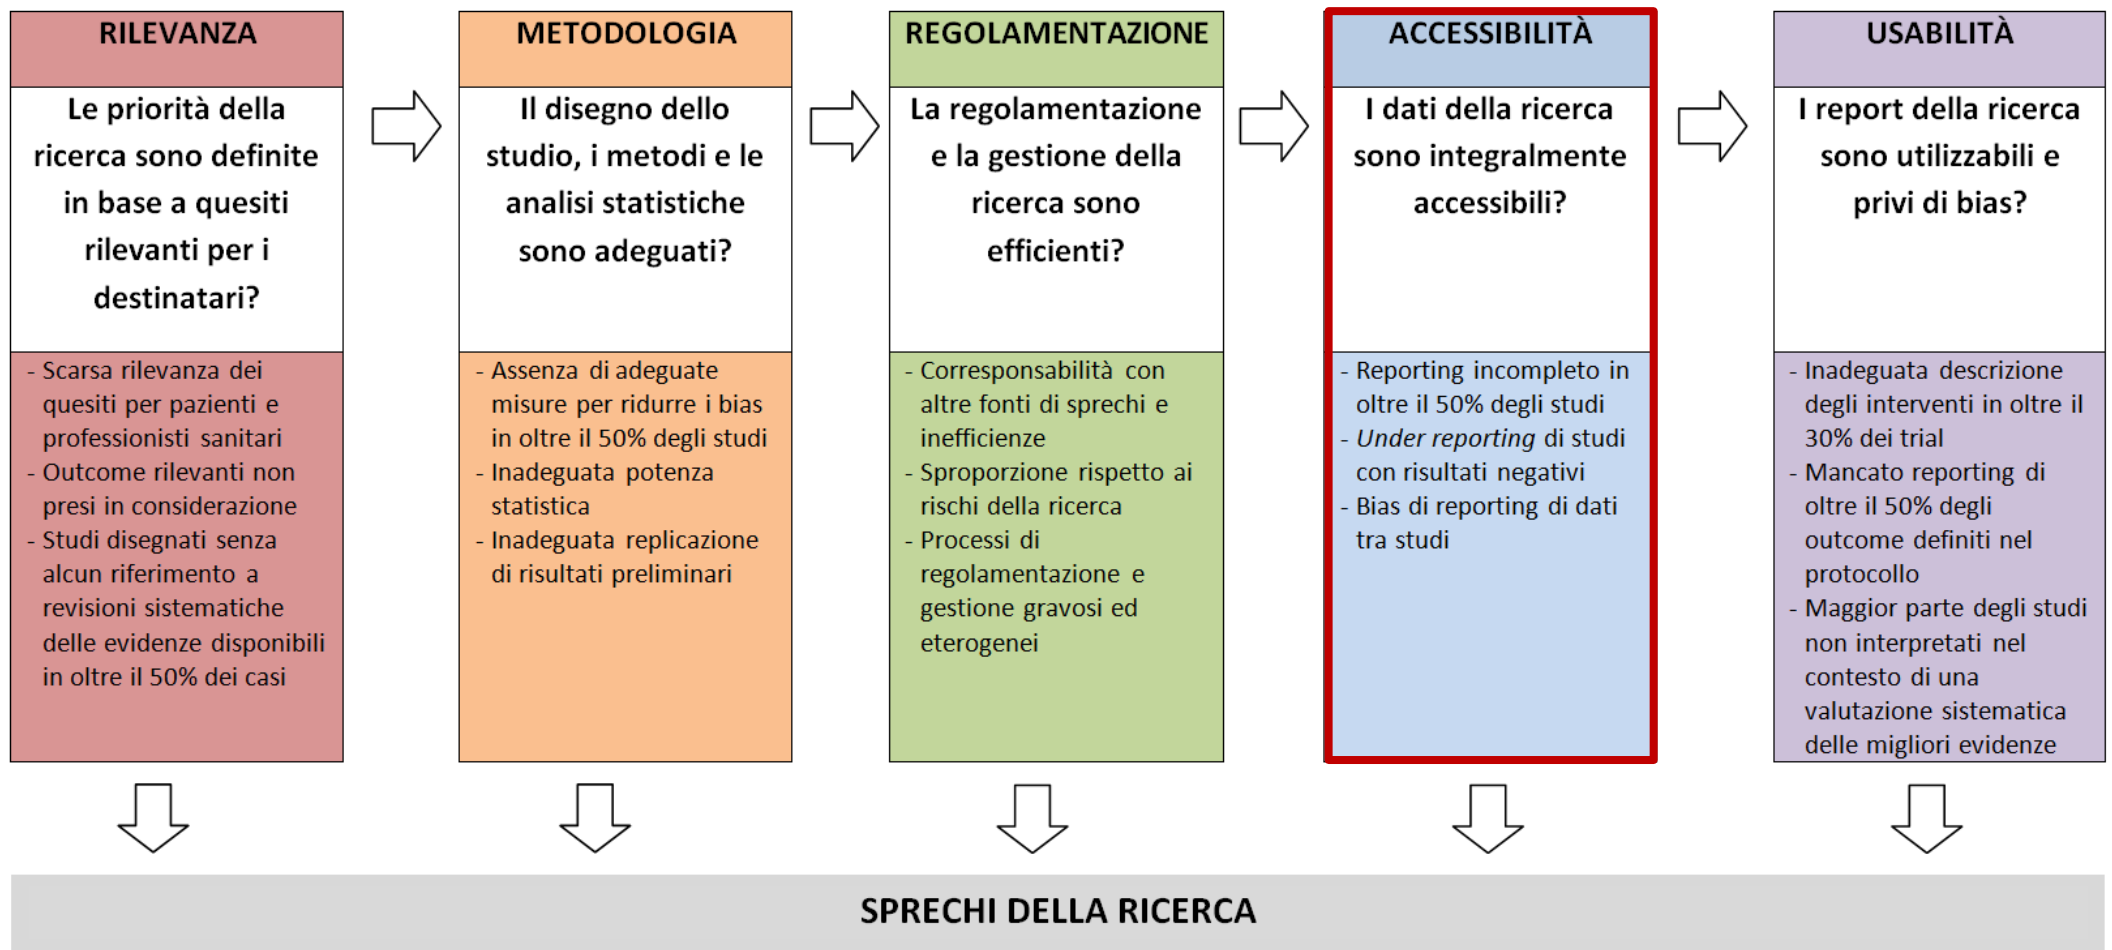 RILEVANZA
Le priorità della
ricerca sono definite
in base a quesiti
rilevanti per i
destinatari?
- Scarsa rilevanza dei
quesiti per pazienti e
professionisti sanitari
- Outcome rilevanti non
presi in considerazione
- Studi disegnati senza
alcun riferimento a
revisioni sistematiche
delle evidenze disponibili
in oltre il 50% dei casi
METODOLOGIA
Il disegno dello
studio, i metodi e le
analisi statistiche
sono adeguati?
- Assenza di adeguate
misure per ridurre i bias
in oltre il 50% degli studi
- Inadeguata potenza
statistica
- Inadeguata replicazione
di risultati preliminari
REGOLAMENTAZIONE
La regolamentazione
e la gestione della
ricerca sono
efficienti?
- Corresponsabilità con
altre fonti di sprechi e
inefficienze
- Sproporzione rispetto ai
rischi della ricerca
- Processi di
regolamentazione e
gestione gravosi ed
eterogenei
ACCESSIBILITÀ
I dati della ricerca
sono integralmente
accessibili?
- Reporting incompleto in
oltre il 50% degli studi
- Under reporting di studi
con risultati negativi
- Bias di reporting di dati
tra studi
USABILITÀ
I report della ricerca
sono utilizzabili e
privi di bias?
- Inadeguata descrizione
degli interventi in oltre il
30% dei trial
- Mancato reporting di
oltre il 50% degli
outcome definiti nel
protocollo
- Maggior parte degli studi
non interpretati nel
contesto di una
valutazione sistematica
delle migliori evidenze
SPRECHI DELLA RICERCA